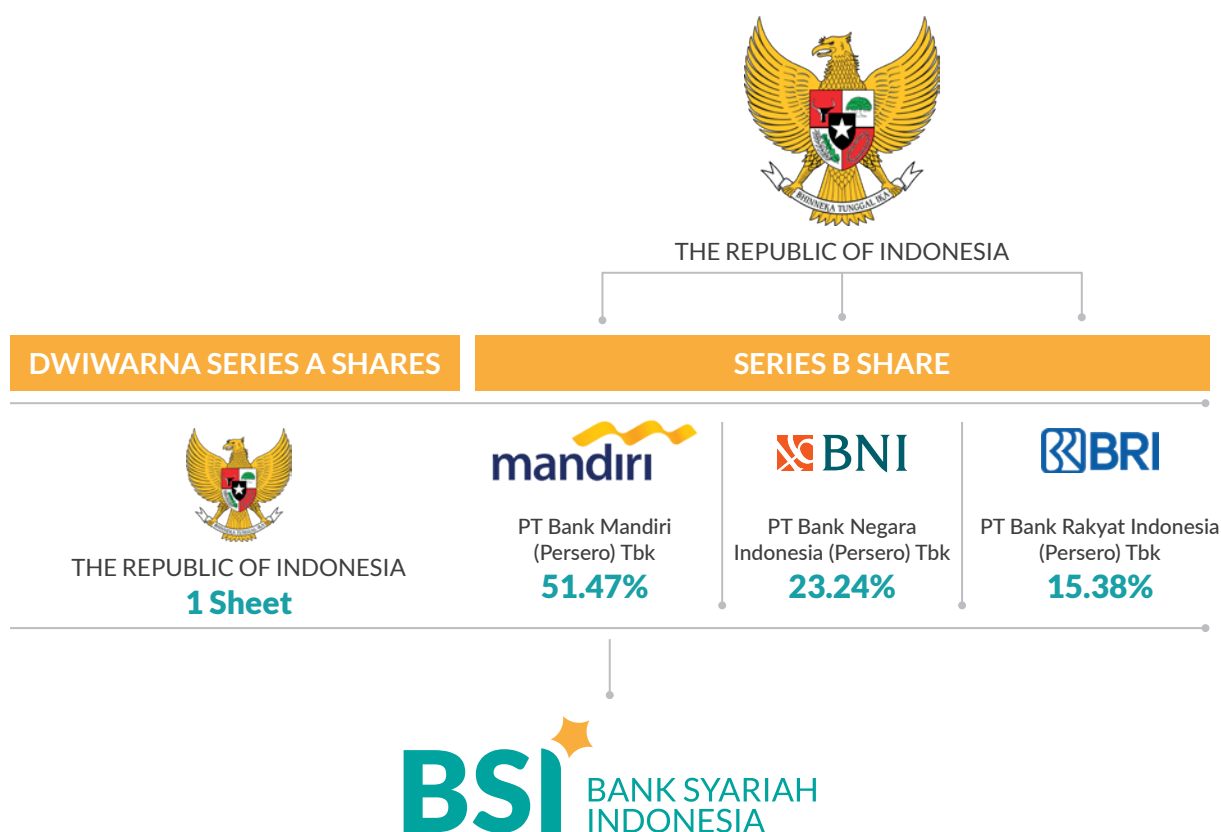 BHINNEKA TUNGGAL IKA
THE REPUBLIC OF INDONESIA
DWIWARNA SERIES A SHARES
SERIES B SHARE
THE REPUBLIC OF INDONESIA
1 Sheet
mandiri
PT Bank Mandiri
(Persero) Tbk
51.47%
BNI
PT Bank Negara
Indonesia (Persero) Tbk
23.24%
BRI
PT Bank Rakyat Indonesia
(Persero) Tbk
15.38%
BSI
BANK SYARIAH
INDONESIA